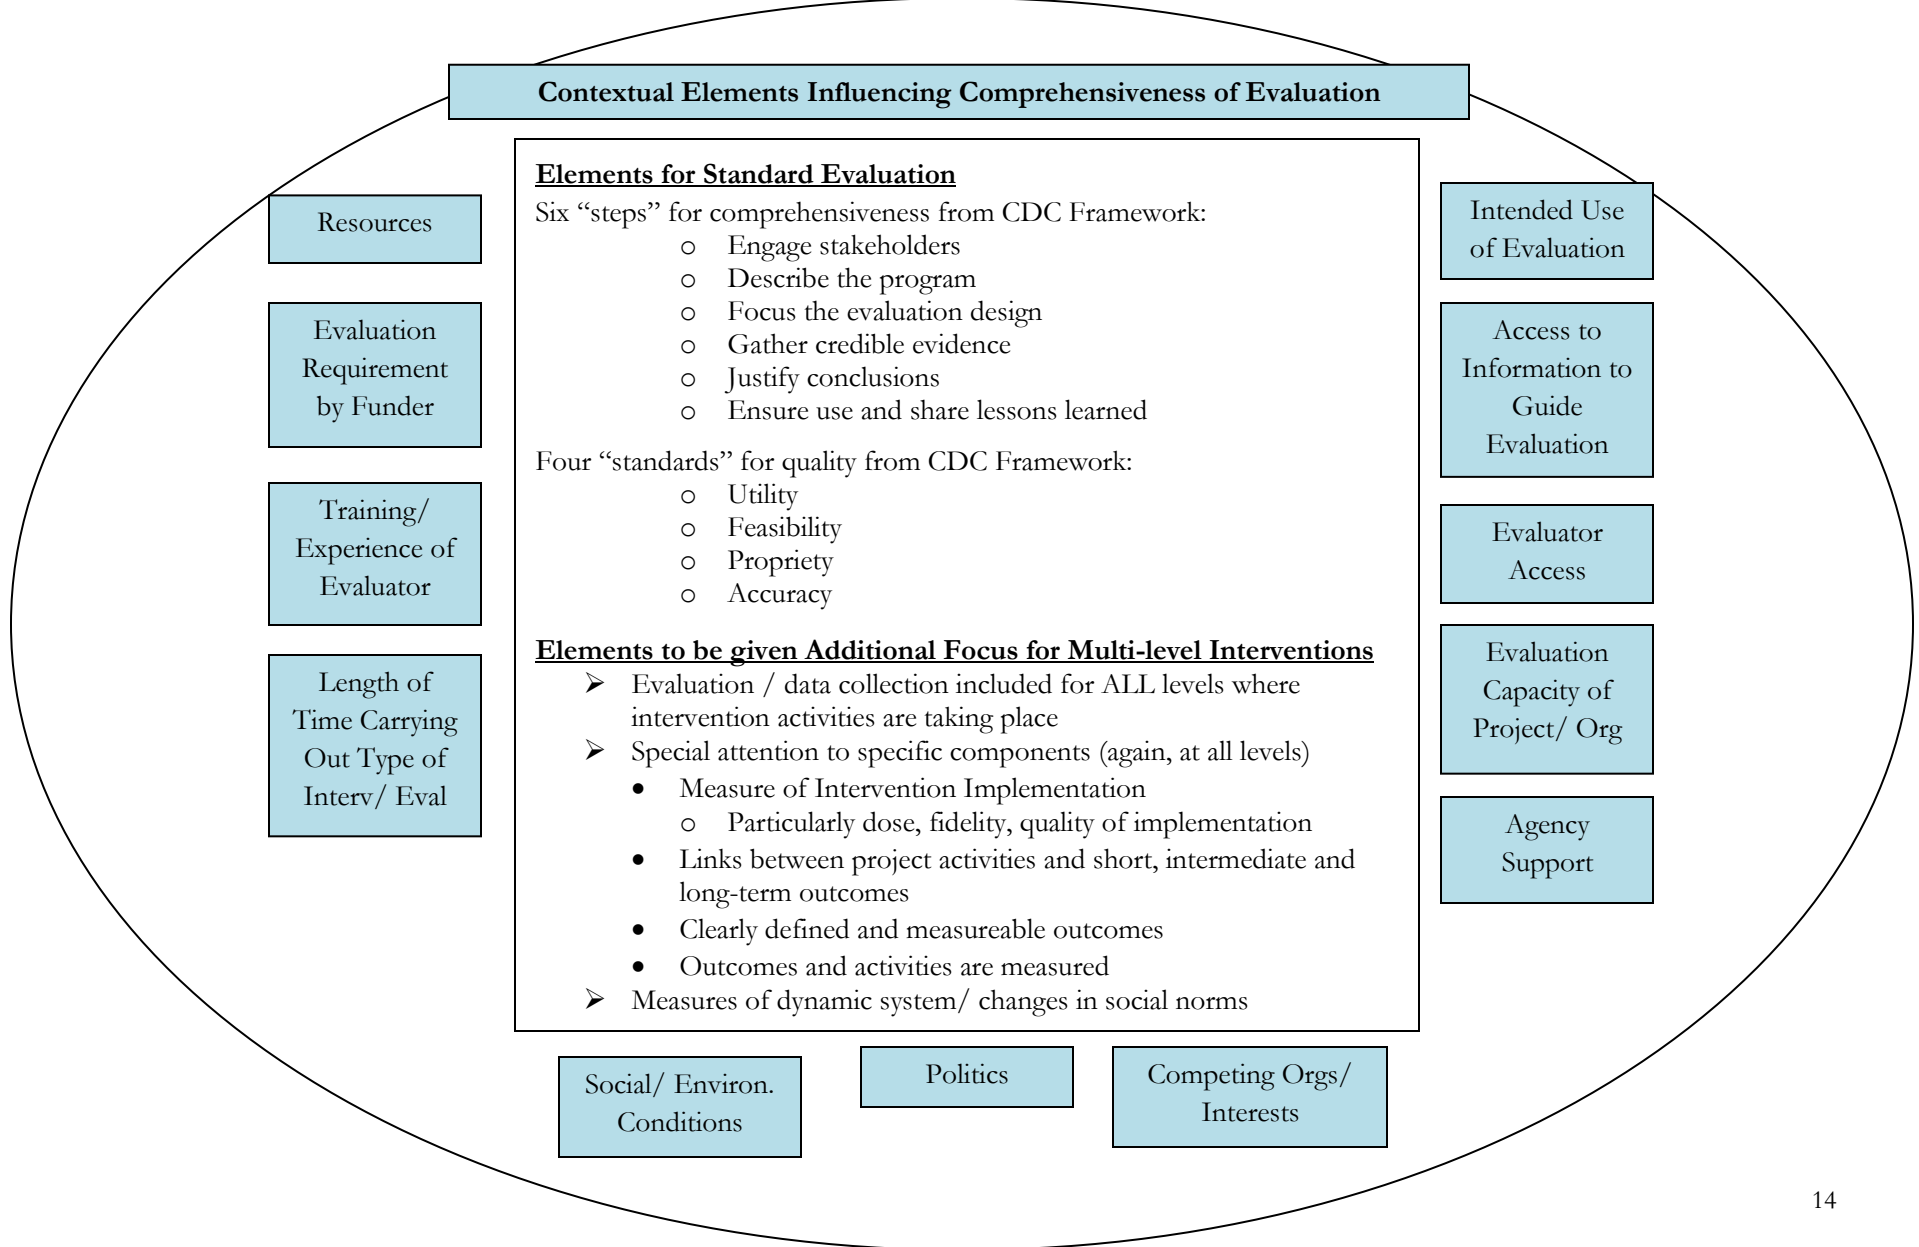 Contextual Elements Influencing Comprehensiveness of Evaluation
Resources
Evaluation
Requirement
by Funder
Training/
Experience of
Evaluator
Length of
Time Carrying
Out Type of
Interv/ Eval
Elements for Standard Evaluation
Six “steps” for comprehensiveness from CDC Framework:
o Engage stakeholders
o Describe the program
o Focus the evaluation design
o Gather credible evidence
o Justify conclusions
o Ensure use and share lessons learned
Four “standards” for quality from CDC Framework:
o Utility
o Feasibility
o Propriety
o Accuracy
Elements to be given Additional Focus for Multi-level Interventions
➢ Evaluation / data collection included for ALL levels where
intervention activities are taking place
➢ Special attention to specific components (again, at all levels)
• Measure of Intervention Implementation
o Particularly dose, fidelity, quality of implementation
• Links between project activities and short, intermediate and
long-term outcomes
• Clearly defined and measureable outcomes
• Outcomes and activities are measured
➢ Measures of dynamic system/ changes in social norms
Intended Use
of Evaluation
Access to
Information to
Guide
Evaluation
Evaluator
Access
Evaluation
Capacity of
Project/ Org
Agency
Support
Social/ Environ.
Conditions
Politics
Competing Orgs/
Interests
14